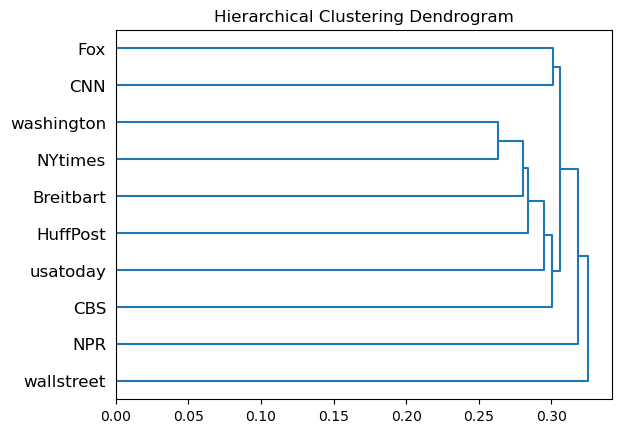 Hierarchical Clustering Dendrogram
Fox
CNN
washington
NYtimes
Breitbart
HuffPost
usatoday
CBS
NPR
wallstreet
0.00 0.05 0.10 0.15 0.20 0.25 0.30